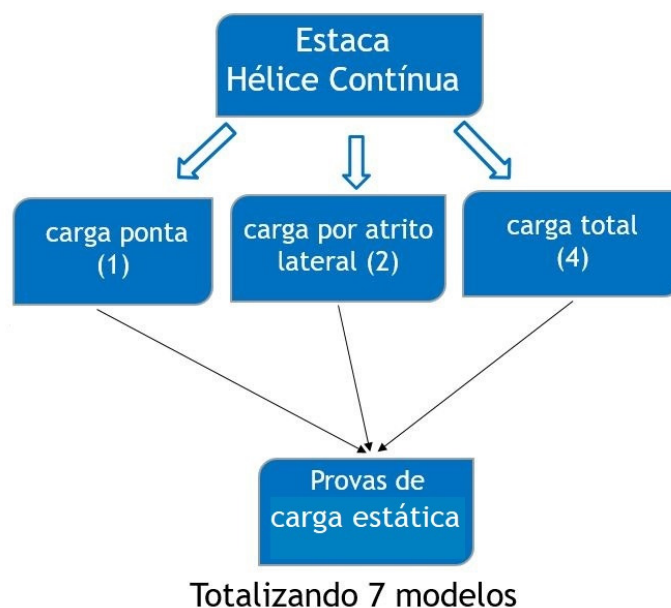 Estaca
Hélice Contínua
carga ponta
(1)
carga por atrito
lateral (2)
carga total
(4)
Provas de
carga estática
Totalizando 7 modelos